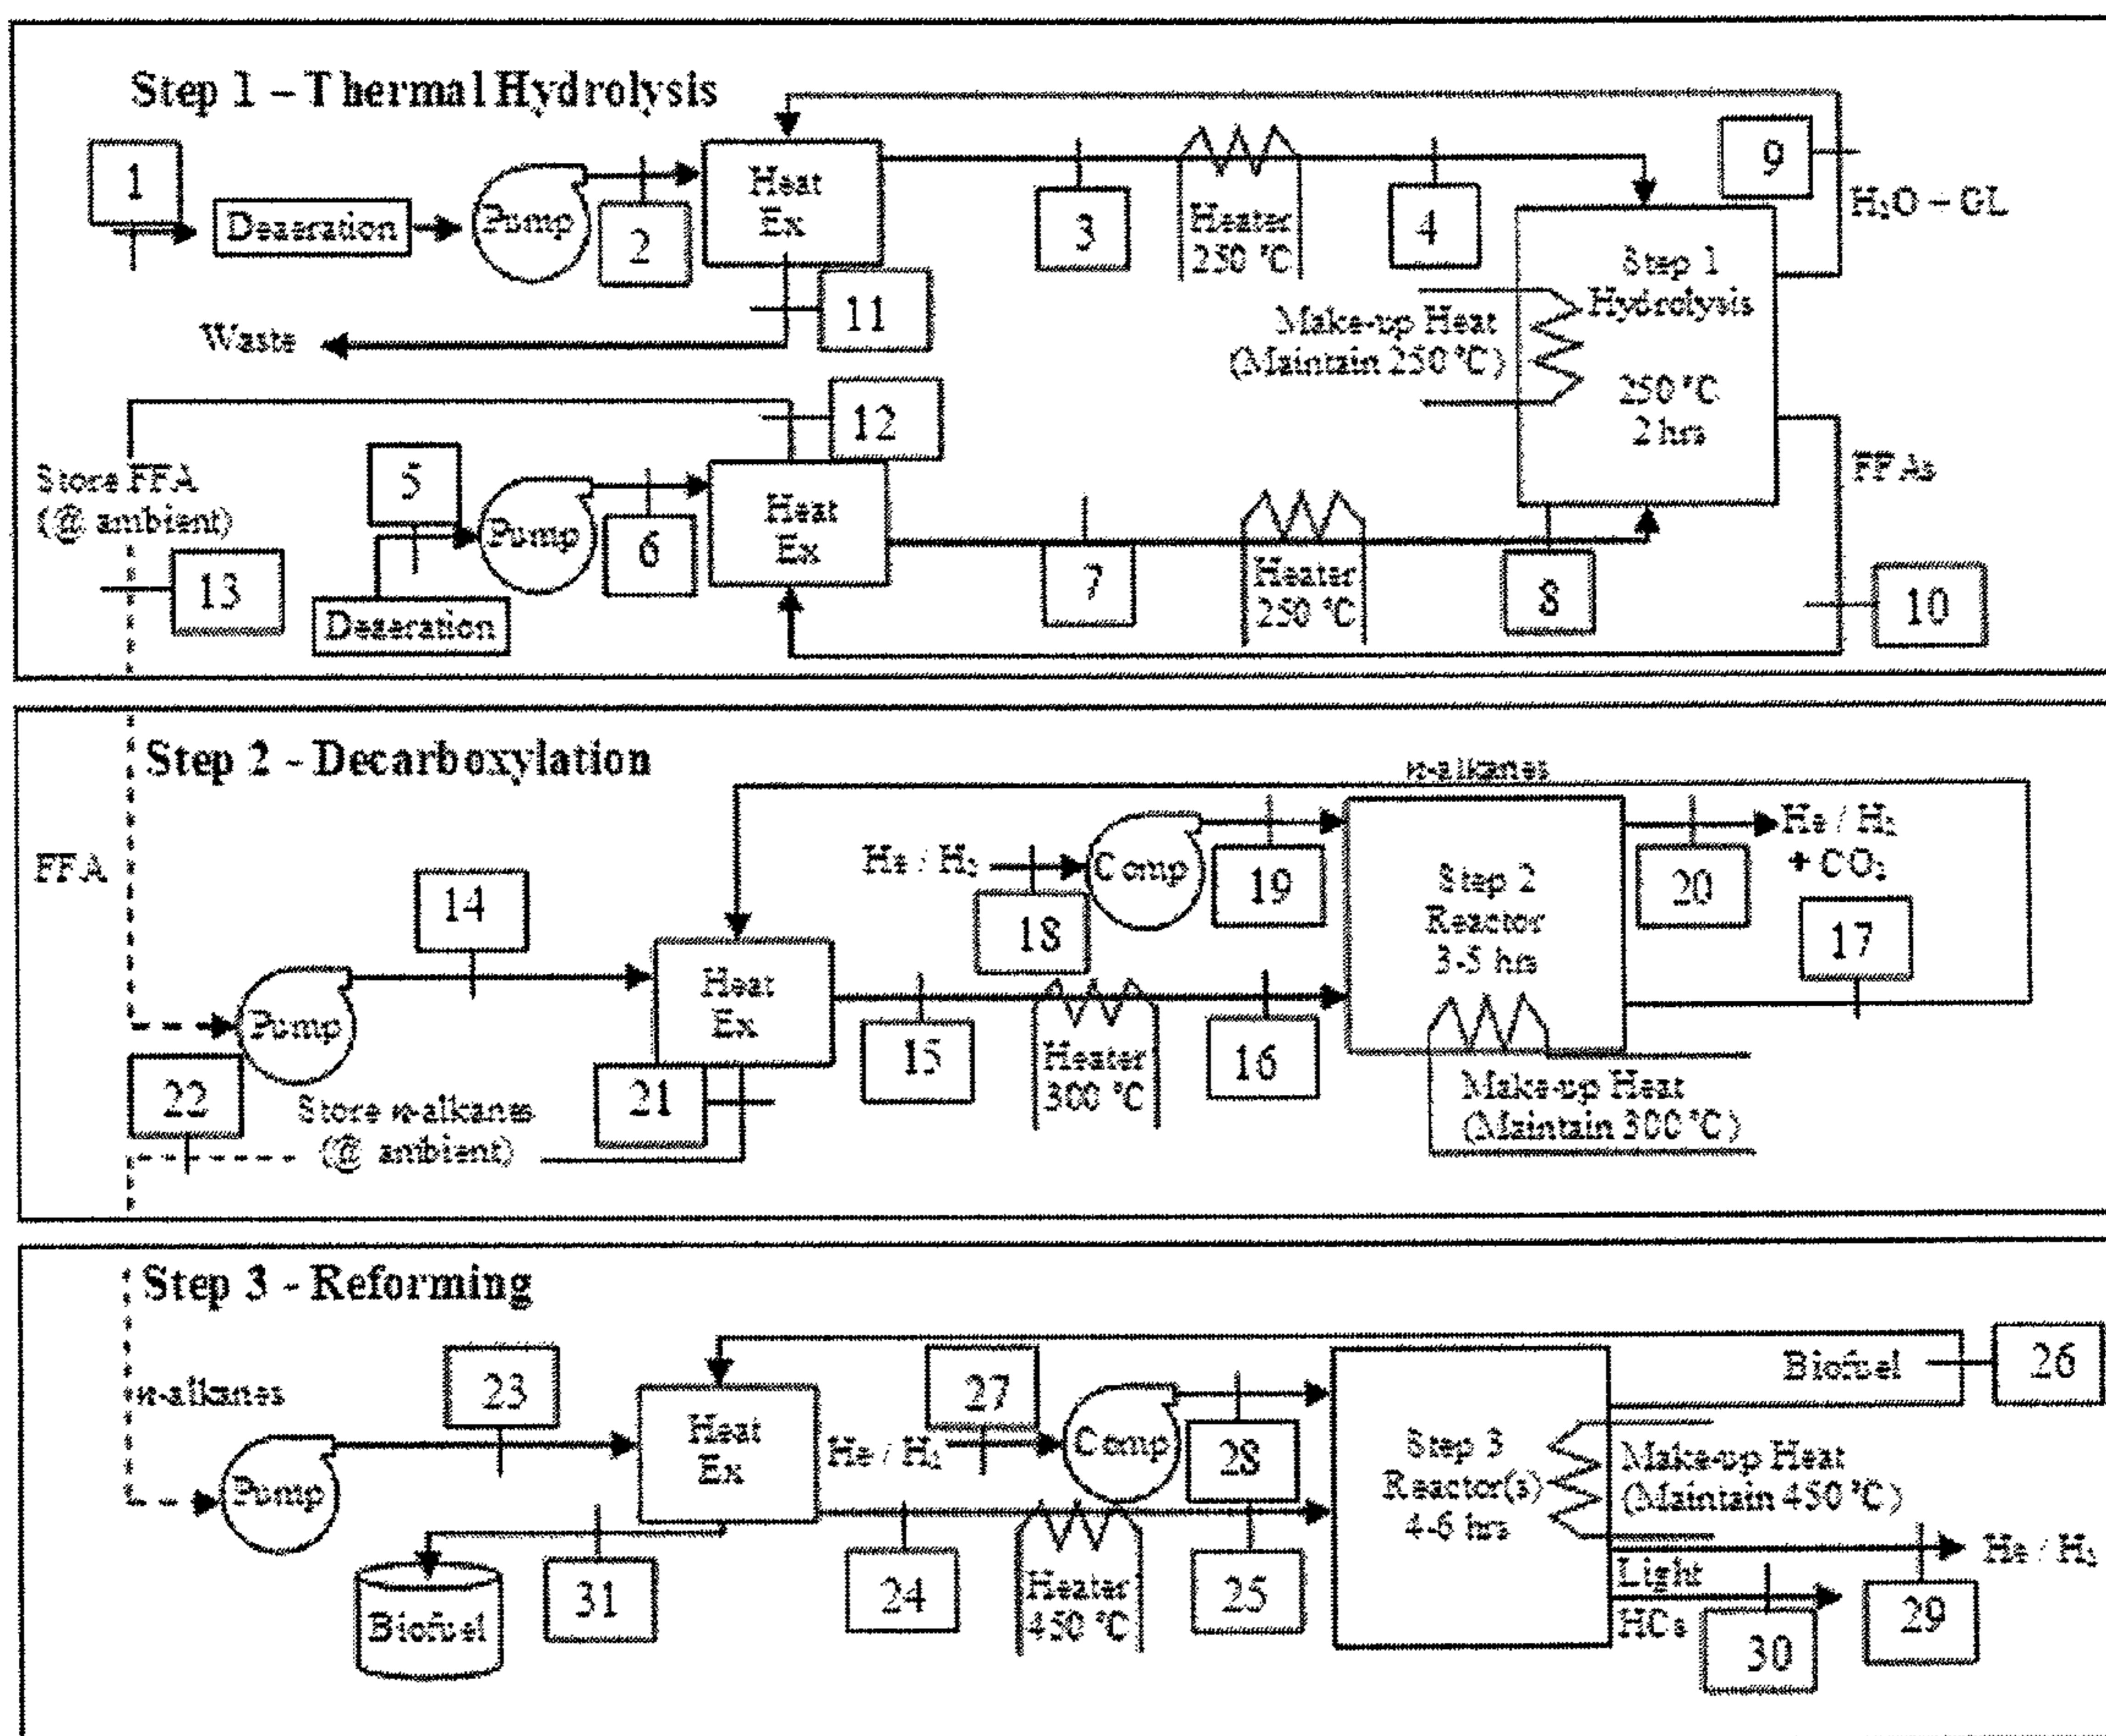 Step 1 – Thermal Hydrolysis
1
Deaeration
Pump
2
Heat
Ex
3
Heater
250 °C
4
9
H₂O – GL
Step 1
Hydrolysis
250 °C
2 hrs
Make-up Heat
(Maintain 250 °C)
11
Waste
12
Store FFA
(@ ambient)
13
5
Deaeration
Pump
6
Heat
Ex
7
Heater
250 °C
8
FFAs
10
Step 2 - Decarboxylation
n-alkanes
FFA
14
Pump
Heat
Ex
He / H₂
18
Comp
19
Step 2
Reactor
3-5 hrs
20
He / H₂
+ CO₂
17
15
Heater
300 °C
16
Make-up Heat
(Maintain 300 °C)
22
Store n-alkanes
(@ ambient)
21
Step 3 - Reforming
n-alkanes
23
Pump
Heat
Ex
27
He / H₂
Comp
28
Step 3
Reactor(s)
4-6 hrs
Biofuel
26
Make-up Heat
(Maintain 450 °C)
He / H₂
29
Light
HCs
30
31
Biofuel
24
Heater
450 °C
25